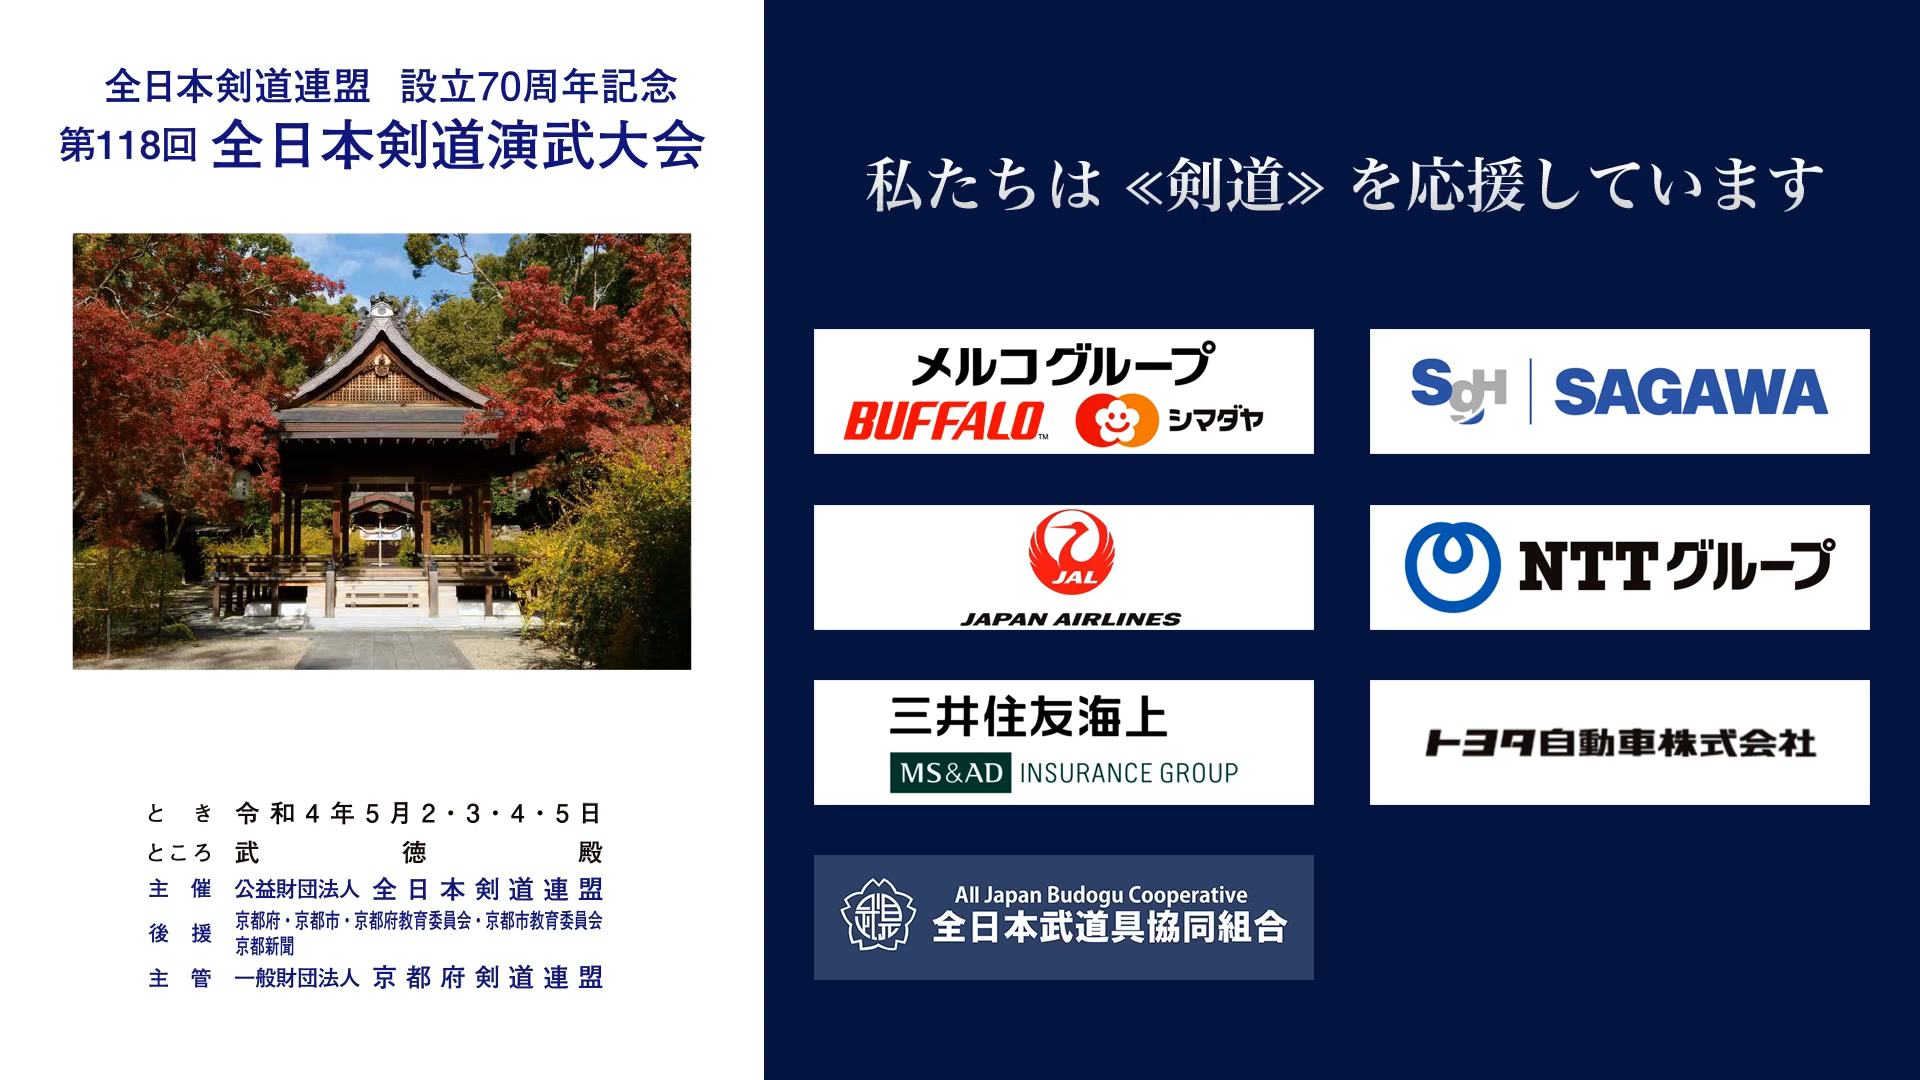 全日本剣道連盟 設立70周年記念
第118回 全日本剣道演武大会
とき 令和4年5月2・3・4・5日
ところ 武徳殿
主催 公益財団法人 全日本剣道連盟
後援 京都府・京都市・京都府教育委員会・京都市教育委員会
京都新聞
主管 一般財団法人 京都府剣道連盟
私たちは≪剣道≫を応援しています
メルコグループ
BUFFALO™ シマダヤ
SGH SAGAWA
JAL
JAPAN AIRLINES
NTTグループ
三井住友海上
MS&AD INSURANCE GROUP
トヨタ自動車株式会社
All Japan Budogu Cooperative
全日本武道具協同組合